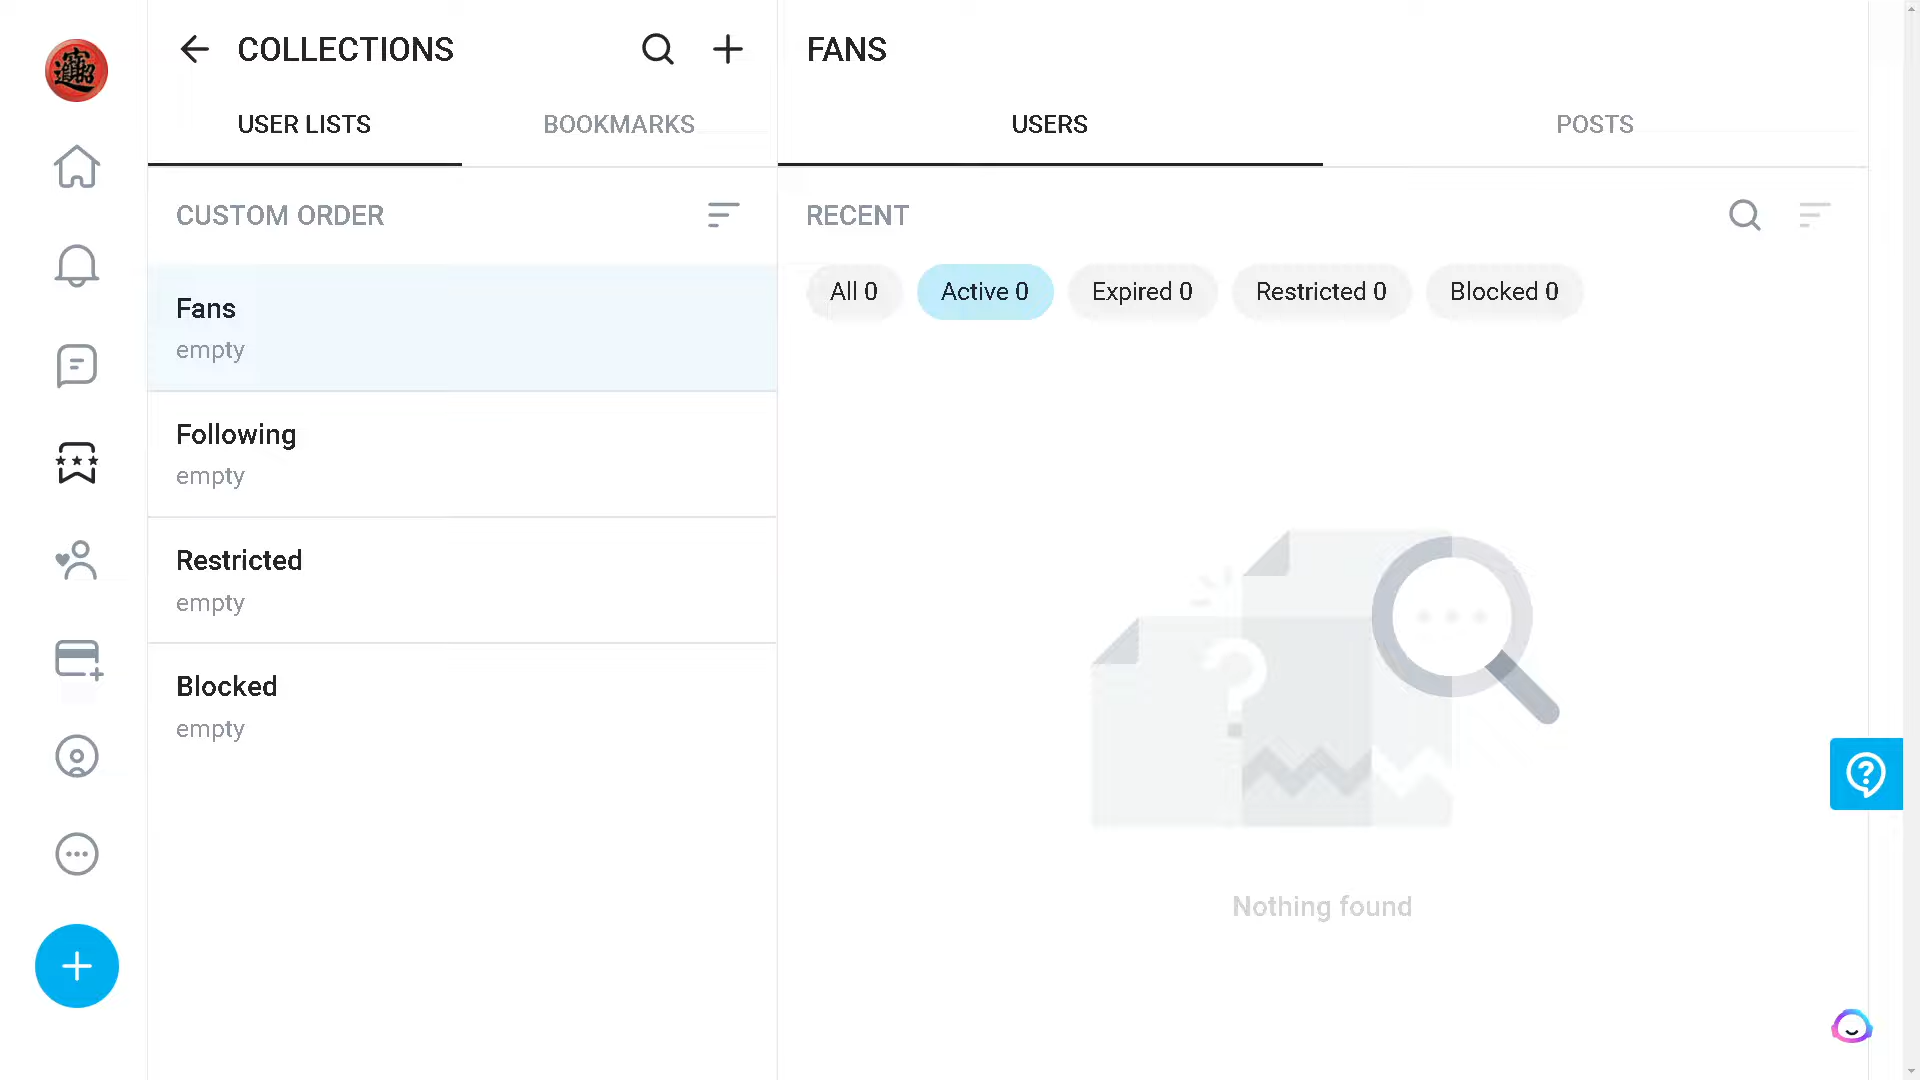 COLLECTIONS
USER LISTS
BOOKMARKS
CUSTOM ORDER
Fans
empty
Following
empty
Restricted
empty
Blocked
empty
FANS
USERS
POSTS
RECENT
All 0
Active 0
Expired 0
Restricted 0
Blocked 0
?
Nothing found
?